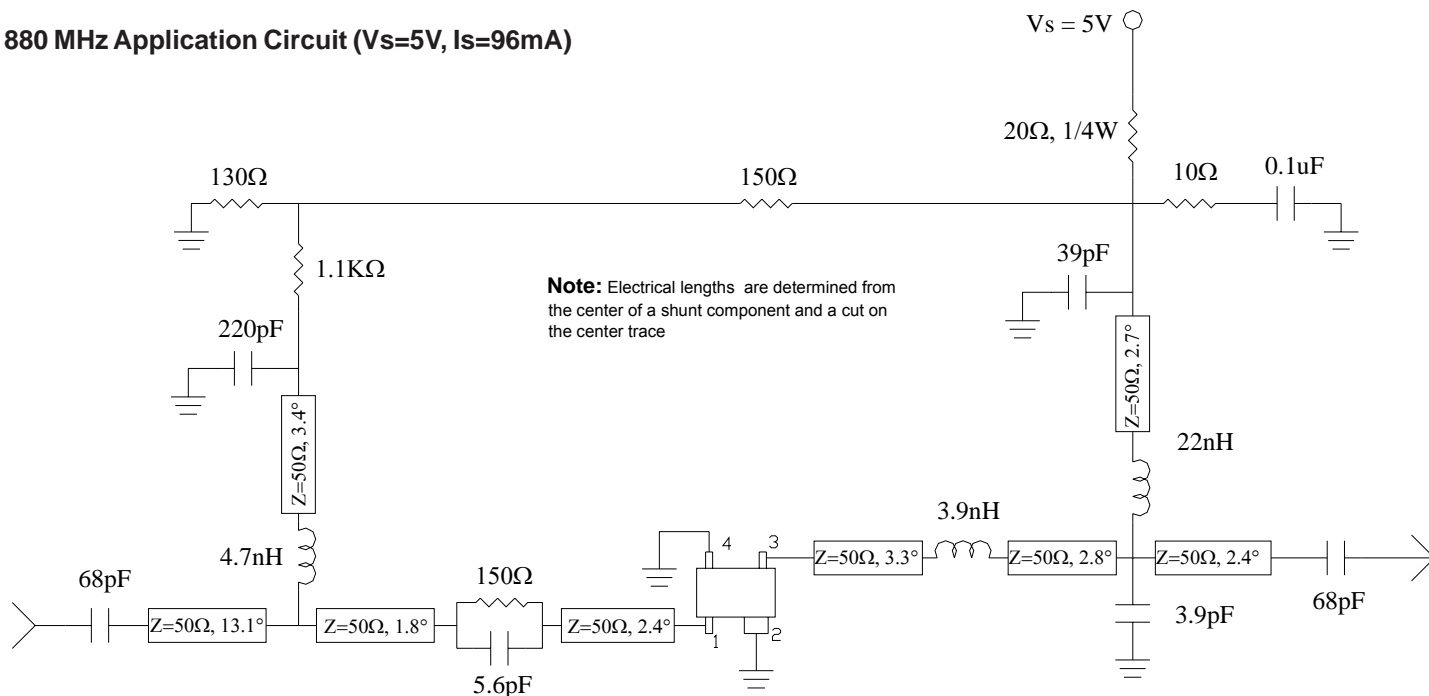 880 MHz Application Circuit (Vs=5V, Is=96mA)
Vs = 5V
20Ω, 1/4W
130Ω
150Ω
10Ω
0.1uF
1.1KΩ
39pF
Note: Electrical lengths are determined from
the center of a shunt component and a cut on
the center trace
220pF
Z=50Ω, 2.7°
Z=50Ω, 3.4°
22nH
3.9nH
4.7nH
4
3
68pF
150Ω
Z=50Ω, 3.3°
Z=50Ω, 2.8°
Z=50Ω, 2.4°
Z=50Ω, 13.1°
Z=50Ω, 1.8°
Z=50Ω, 2.4°
1
2
3.9pF
68pF
5.6pF